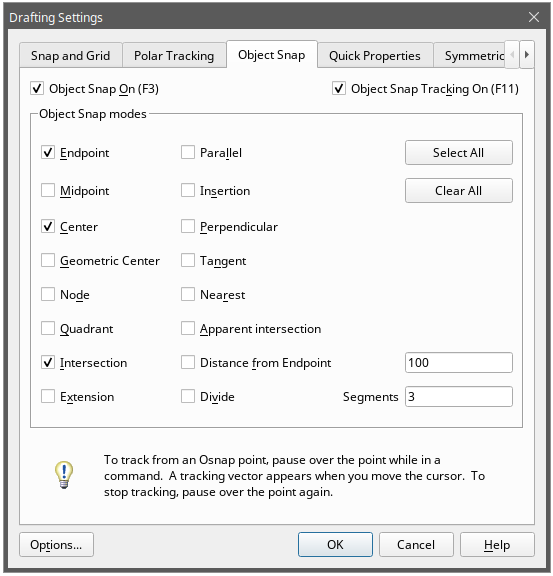 Drafting Settings
Snap and Grid Polar Tracking Object Snap Quick Properties Symmetric
Object Snap On (F3) Object Snap Tracking On (F11)
Object Snap modes
Endpoint Parallel Select All
Midpoint Insertion Clear All
Center Perpendicular
Geometric Center Tangent
Node Nearest
Quadrant Apparent intersection
Intersection Distance from Endpoint 100
Extension Divide Segments 3
To track from an Osnap point, pause over the point while in a
command. A tracking vector appears when you move the cursor. To
stop tracking, pause over the point again.
Options... OK Cancel Help